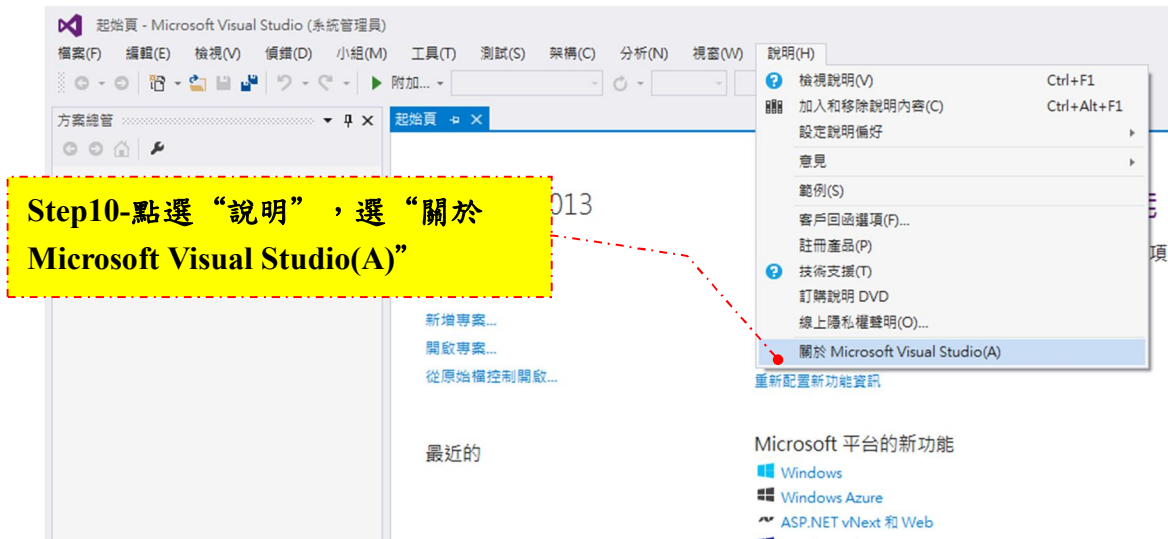 起始頁 - Microsoft Visual Studio (系統管理員)
檔案(F) 編輯(E) 檢視(V) 偵錯(D) 小組(M) 工具(T) 測試(S) 架構(C) 分析(N) 視窗(W) 說明(H)
附加...
方案總管
起始頁
檢視說明(V) Ctrl+F1
加入和移除說明內容(C) Ctrl+Alt+F1
設定說明偏好
意見
範例(S)
客戶回函選項(F)...
註冊產品(P)
技術支援(T)
訂購說明 DVD
線上隱私權聲明(O)...
關於 Microsoft Visual Studio(A)
Step10-點選“說明”，選“關於
Microsoft Visual Studio(A)”
013
項
新增專案...
開啟專案...
從原始檔控制開啟...
重新配置新功能資訊
最近的
Microsoft 平台的新功能
Windows
Windows Azure
ASP.NET vNext 和 Web